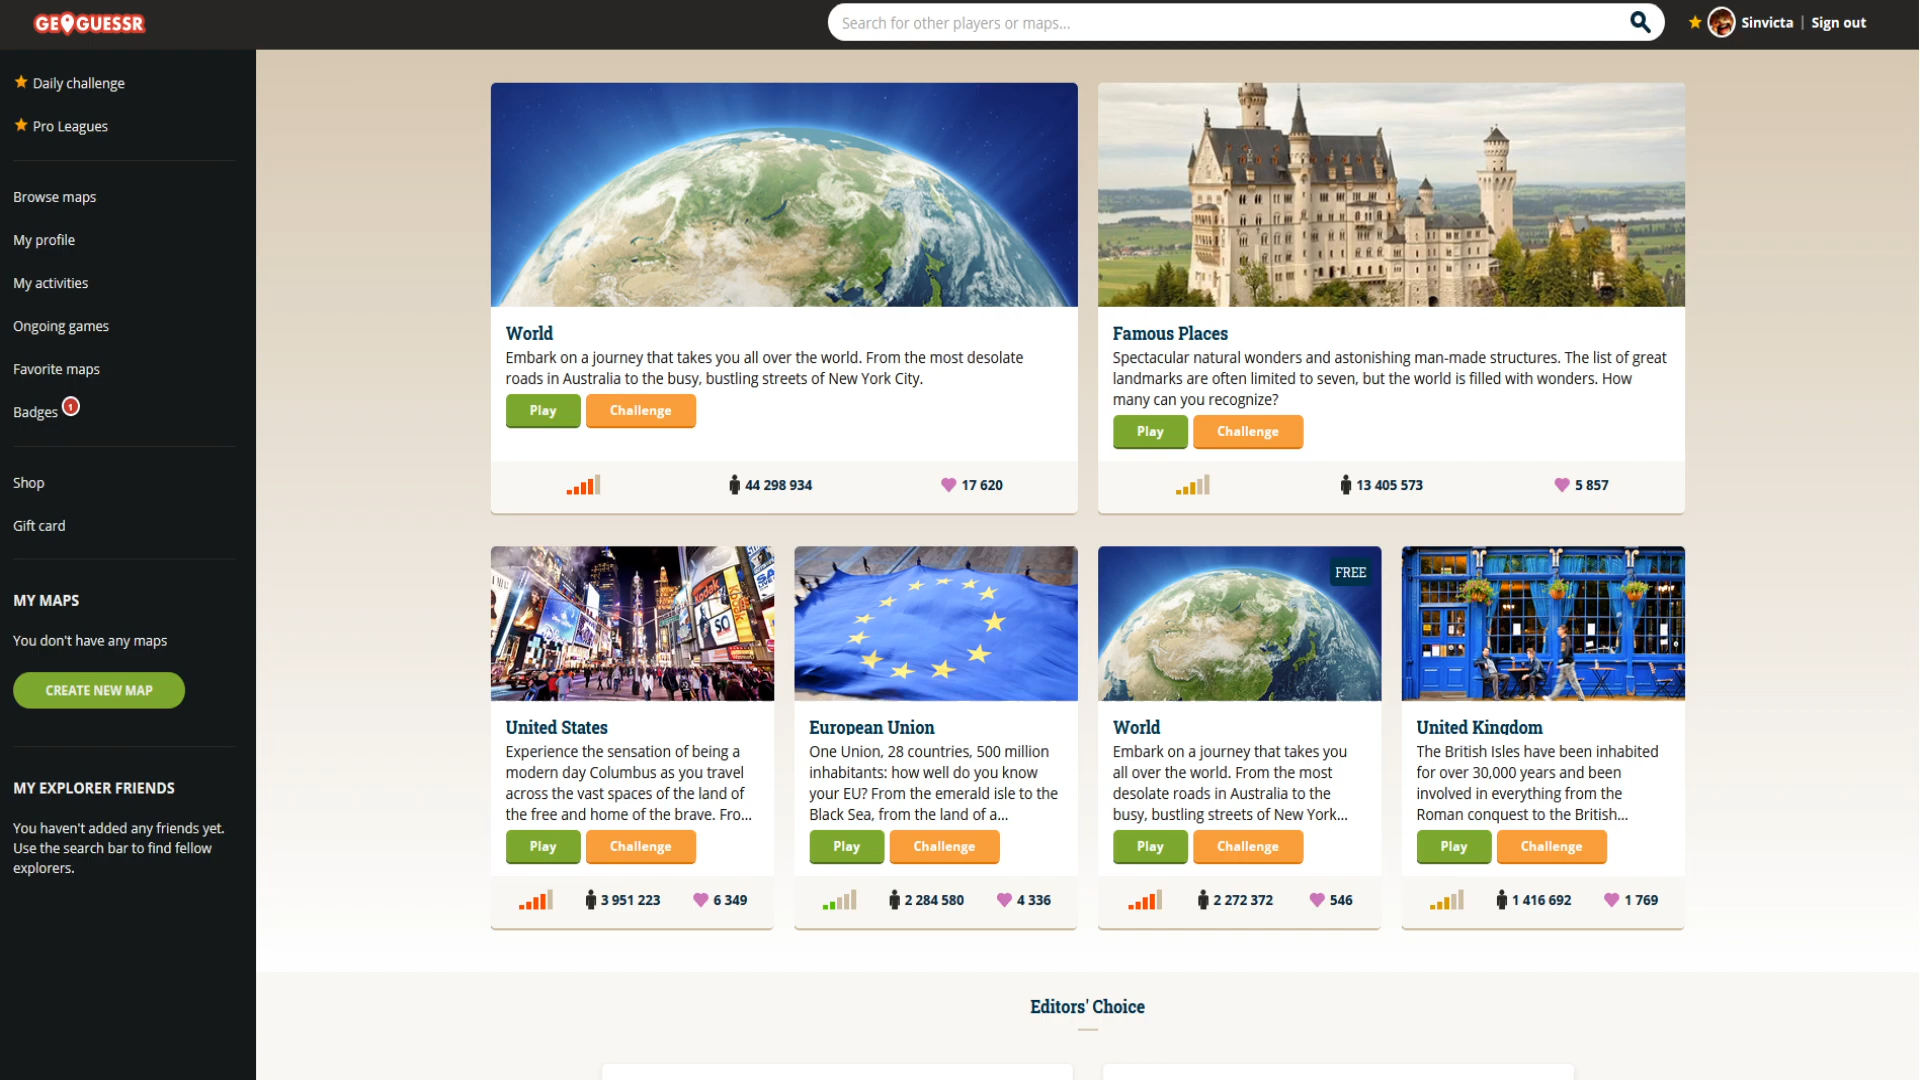 GEOGUESSR
Search for other players or maps...
Sinvicta | Sign out
Daily challenge
Pro Leagues
Browse maps
My profile
My activities
Ongoing games
Favorite maps
Badges 1
Shop
Gift card
MY MAPS
You don't have any maps
CREATE NEW MAP
MY EXPLORER FRIENDS
You haven't added any friends yet.
Use the search bar to find fellow
explorers.
World
Embark on a journey that takes you all over the world. From the most desolate
roads in Australia to the busy, bustling streets of New York City.
Play Challenge
44 298 934 17 620
Famous Places
Spectacular natural wonders and astonishing man-made structures. The list of great
landmarks are often limited to seven, but the world is filled with wonders. How
many can you recognize?
Play Challenge
13 405 573 5 857
Kodak
SO
United States
Experience the sensation of being a
modern day Columbus as you travel
across the vast spaces of the land of
the free and home of the brave. Fro...
Play Challenge
3 951 223 6 349
European Union
One Union, 28 countries, 500 million
inhabitants: how well do you know
your EU? From the emerald isle to the
Black Sea, from the land of a...
Play Challenge
2 284 580 4 336
FREE
World
Embark on a journey that takes you
all over the world. From the most
desolate roads in Australia to the
busy, bustling streets of New York...
Play Challenge
2 272 372 546
United Kingdom
The British Isles have been inhabited
for over 30,000 years and been
involved in everything from the
Roman conquest to the British...
Play Challenge
1 416 692 1 769
Editors' Choice